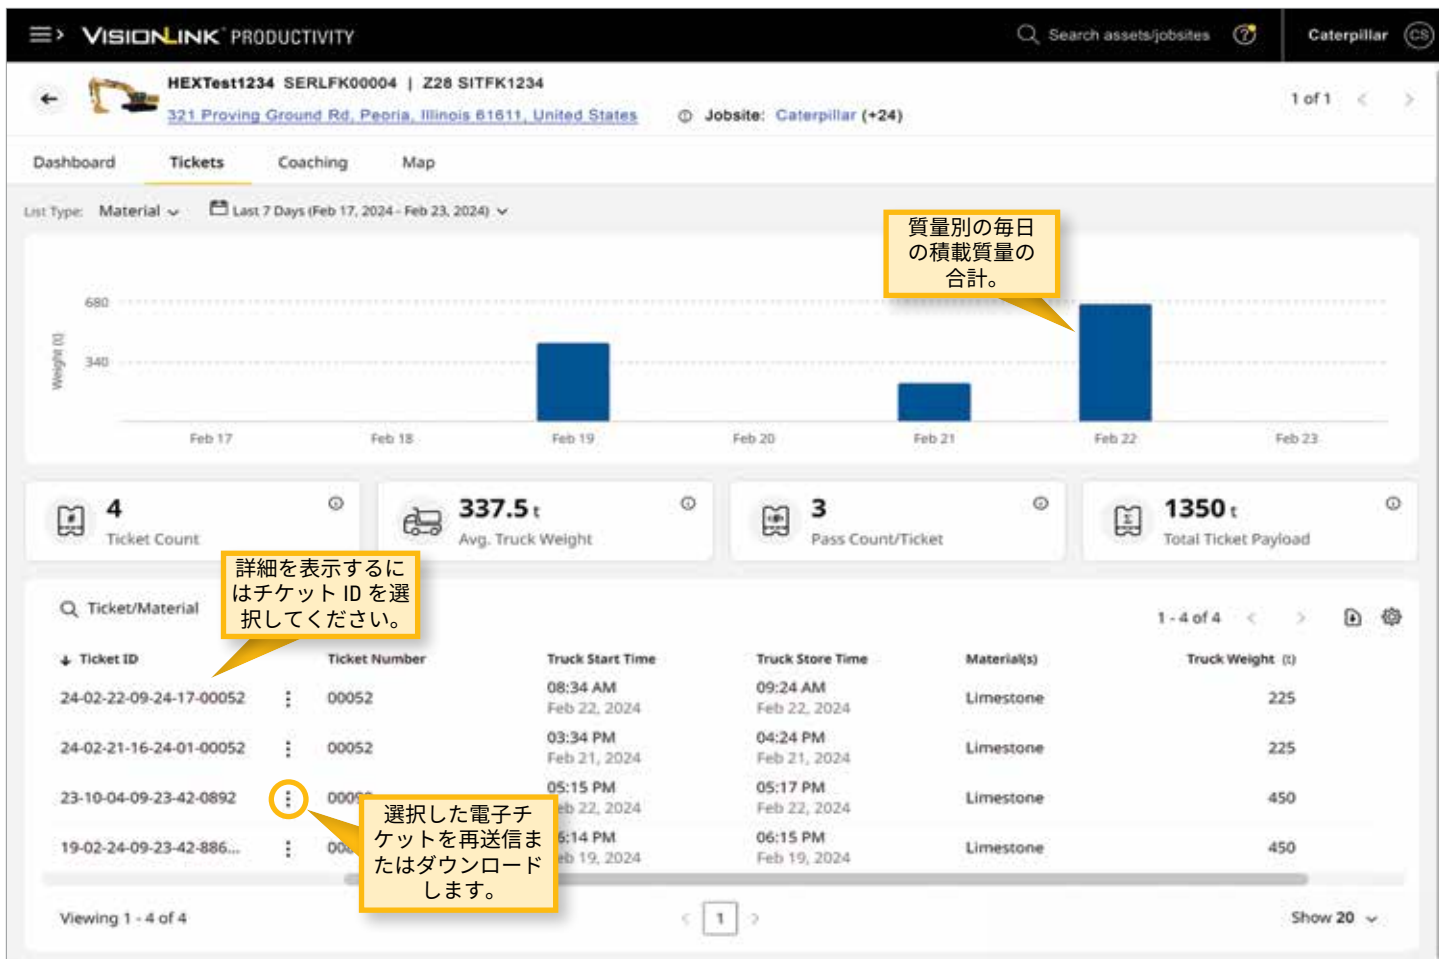 VISIONLINK PRODUCTIVITY
Search assets/jobsites
Caterpillar CS
HEXTest1234 SERLFK00004 | Z28 SITFK1234
321 Proving Ground Rd, Peoria, Illinois 61611, United States
Jobsite: Caterpillar (+24)
1 of 1
Dashboard Tickets Coaching Map
List Type: Material Last 7 Days (Feb 17, 2024 - Feb 23, 2024)
質量別の毎日
の積載質量の
合計。
Weight (t)
680
340
Feb 17 Feb 18 Feb 19 Feb 20 Feb 21 Feb 22 Feb 23
4
Ticket Count
337.5 t
Avg. Truck Weight
3
Pass Count/Ticket
1350 t
Total Ticket Payload
詳細を表示するに
はチケット ID を選
択してください。
Ticket/Material
1 - 4 of 4
Ticket ID Ticket Number Truck Start Time Truck Store Time Material(s) Truck Weight (t)
24-02-22-09-24-17-00052 00052 08:34 AM 09:24 AM Limestone 225
Feb 22, 2024 Feb 22, 2024
24-02-21-16-24-01-00052 00052 03:34 PM 04:24 PM Limestone 225
Feb 21, 2024 Feb 21, 2024
23-10-04-09-23-42-0892 05:15 PM 05:17 PM Limestone 450
22, 2024 Feb 22, 2024
19-02-24-09-23-42-886... :14 PM 06:15 PM Limestone 450
19, 2024 Feb 19, 2024
選択した電子チ
ケットを再送信ま
たはダウンロード
します。
Viewing 1 - 4 of 4
1
Show 20